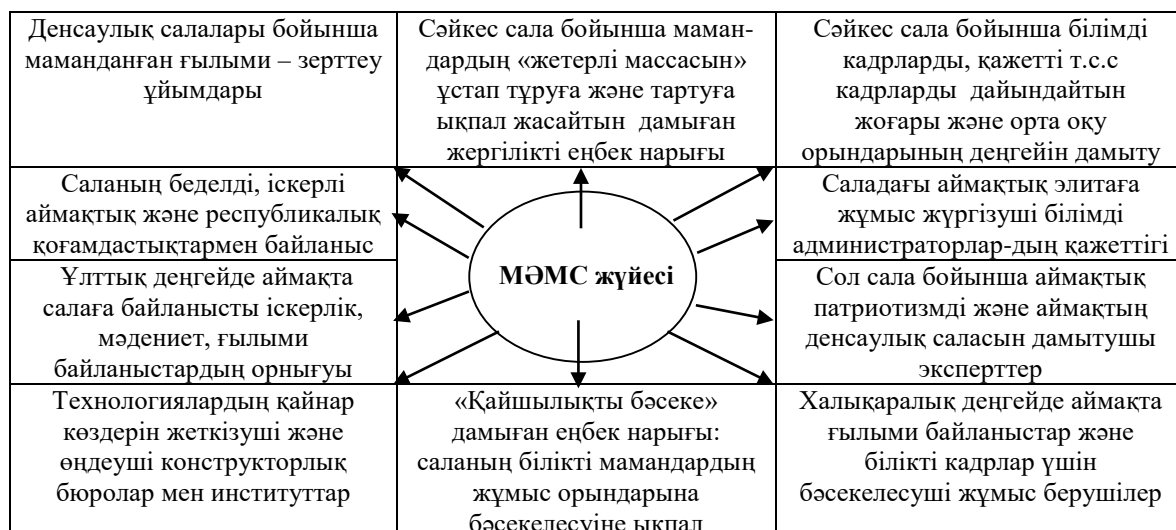 Денсаулық салалары бойынша
маманданған ғылыми – зерттеу
ұйымдары
Сәйкес сала бойынша маман-
дардың «жетерлі массасын»
ұстап тұруға және тартуға
ықпал жасайтын дамыған
жергілікті еңбек нарығы
Сәйкес сала бойынша білімді
кадрларды, қажетті т.с.с
кадрларды дайындайтын
жоғары және орта оқу
орындарының деңгейін дамыту
Саланың беделді, іскерлі
аймақтық және республикалық
қоғамдастықтармен байланыс
МӘМС жүйесі
Саладағы аймақтық элитаға
жұмыс жүргізуші білімді
администраторлар-дың қажеттігі
Ұлттық деңгейде аймақта
салаға байланысты іскерлік,
мәдениет, ғылыми
байланыстардың орнығуы
Сол сала бойынша аймақтық
патриотизмді және аймақтың
денсаулық саласын дамытушы
эксперттер
Технологиялардың қайнар
көздерін жеткізуші және
өңдеуші конструкторлық
бюролар мен институттар
«Қайшылықты бәсеке»
дамыған еңбек нарығы:
саланың білікті мамандардың
жұмыс орындарына
бәсекелесуіне ықпал
Халықаралық деңгейде аймақта
ғылыми байланыстар және
білікті кадрлар үшін
бәсекелесуші жұмыс берушілер